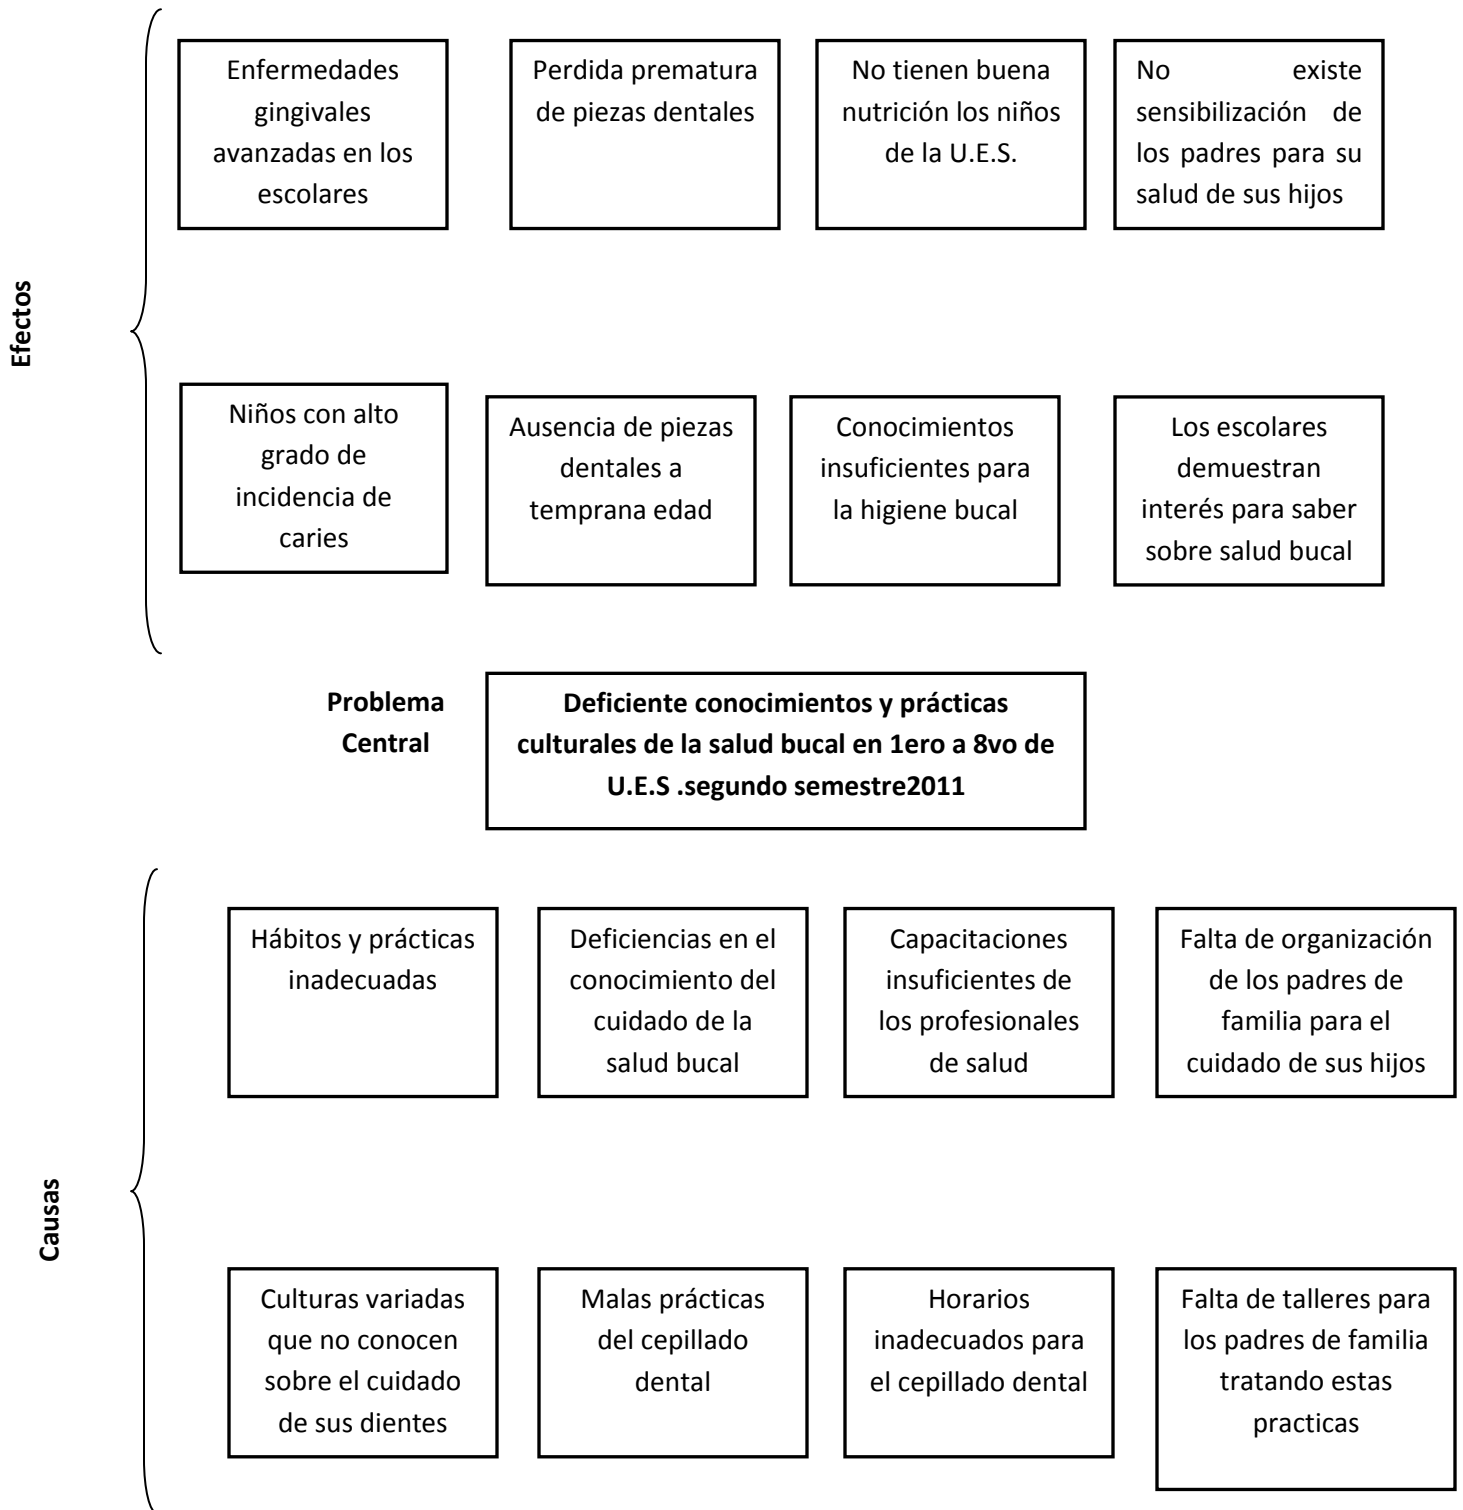 Efectos
Enfermedades
gingivales
avanzadas en los
escolares
Perdida prematura
de piezas dentales
No tienen buena
nutrición los niños
de la U.E.S.
No existe
sensibilización de
los padres para su
salud de sus hijos
Niños con alto
grado de
incidencia de
caries
Ausencia de piezas
dentales a
temprana edad
Conocimientos
insuficientes para
la higiene bucal
Los escolares
demuestran
interés para saber
sobre salud bucal
Problema
Central
Deficiente conocimientos y prácticas
culturales de la salud bucal en 1ero a 8vo de
U.E.S .segundo semestre2011
Causas
Hábitos y prácticas
inadecuadas
Deficiencias en el
conocimiento del
cuidado de la
salud bucal
Capacitaciones
insuficientes de
los profesionales
de salud
Falta de organización
de los padres de
familia para el
cuidado de sus hijos
Culturas variadas
que no conocen
sobre el cuidado
de sus dientes
Malas prácticas
del cepillado
dental
Horarios
inadecuados para
el cepillado dental
Falta de talleres para
los padres de familia
tratando estas
practicas